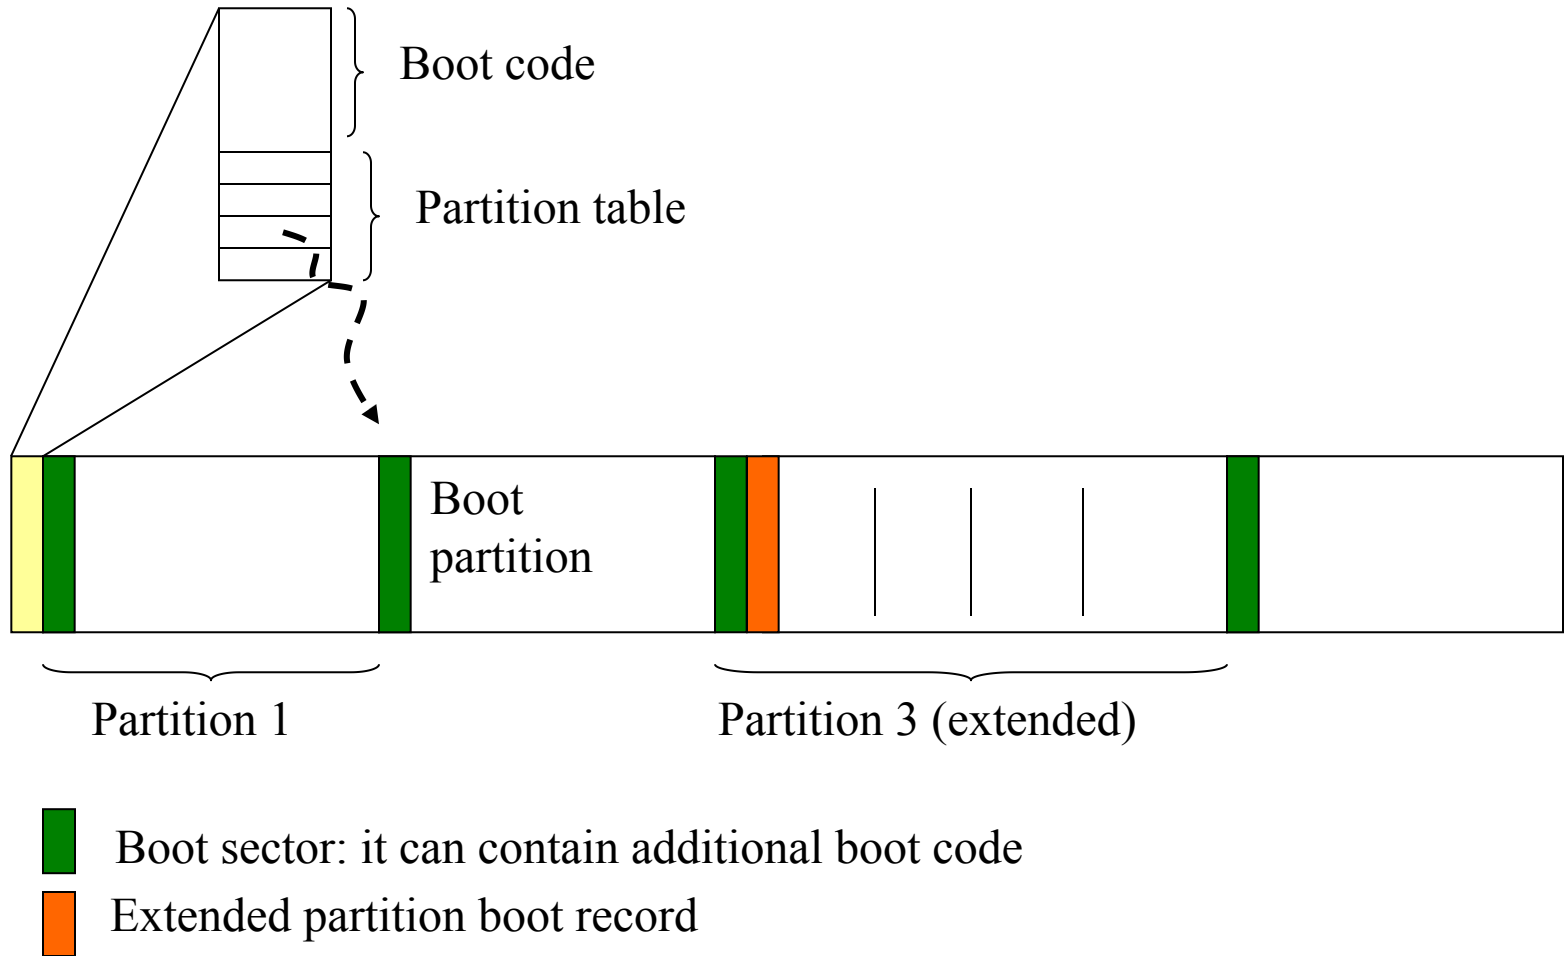 Boot code
Partition table
Boot
partition
Partition 1
Partition 3 (extended)
Boot sector: it can contain additional boot code
Extended partition boot record